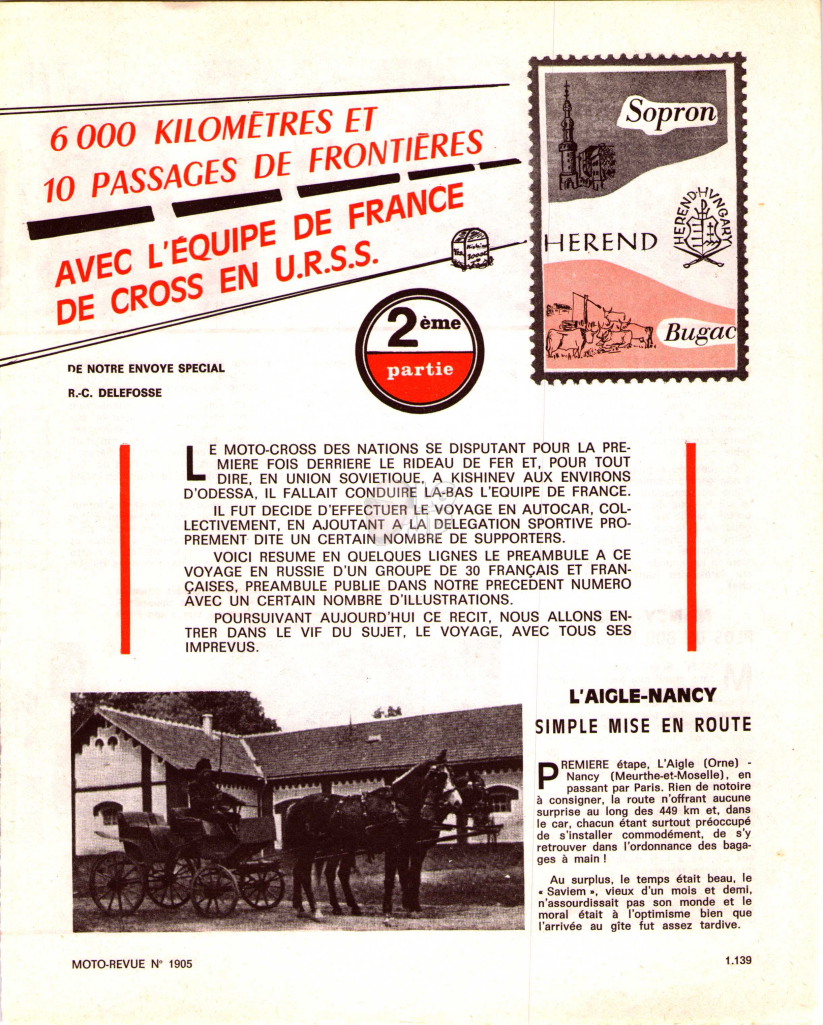 6 000 KILOMÈTRES ET
10 PASSAGES DE FRONTIÈRES
AVEC L'ÉQUIPE DE FRANCE
DE CROSS EN U.R.S.S.
Kishinev
3000
Sopron
HEREND
HEREND·HVNGARY
Bugac
2ème
partie
DE NOTRE ENVOYE SPECIAL
R.-C. DELEFOSSE
LE MOTO-CROSS DES NATIONS SE DISPUTANT POUR LA PRE-
MIERE FOIS DERRIERE LE RIDEAU DE FER ET, POUR TOUT
DIRE, EN UNION SOVIETIQUE, A KISHINEV AUX ENVIRONS
D'ODESSA, IL FALLAIT CONDUIRE LA-BAS L'EQUIPE DE FRANCE.
IL FUT DECIDE D'EFFECTUER LE VOYAGE EN AUTOCAR, COL-
LECTIVEMENT, EN AJOUTANT A LA DELEGATION SPORTIVE PRO-
PREMENT DITE UN CERTAIN NOMBRE DE SUPPORTERS.
VOICI RESUME EN QUELQUES LIGNES LE PREAMBULE A CE
VOYAGE EN RUSSIE D'UN GROUPE DE 30 FRANÇAIS ET FRAN-
ÇAISES, PREAMBULE PUBLIE DANS NOTRE PRECEDENT NUMERO
AVEC UN CERTAIN NOMBRE D'ILLUSTRATIONS.
POURSUIVANT AUJOURD'HUI CE RECIT, NOUS ALLONS EN-
TRER DANS LE VIF DU SUJET, LE VOYAGE, AVEC TOUS SES
IMPREVUS.
L'AIGLE-NANCY
SIMPLE MISE EN ROUTE
PREMIERE étape, L'Aigle (Orne) -
Nancy (Meurthe-et-Moselle), en
passant par Paris. Rien de notoire
à consigner, la route n'offrant aucune
surprise au long des 449 km et, dans
le car, chacun étant surtout préoccupé
de s'installer commodément, de s'y
retrouver dans l'ordonnance des baga-
ges à main !
Au surplus, le temps était beau, le
« Saviem », vieux d'un mois et demi,
n'assourdissait pas son monde et le
moral était à l'optimisme bien que
l'arrivée au gîte fut assez tardive.
MOTO-REVUE N° 1905
1.139